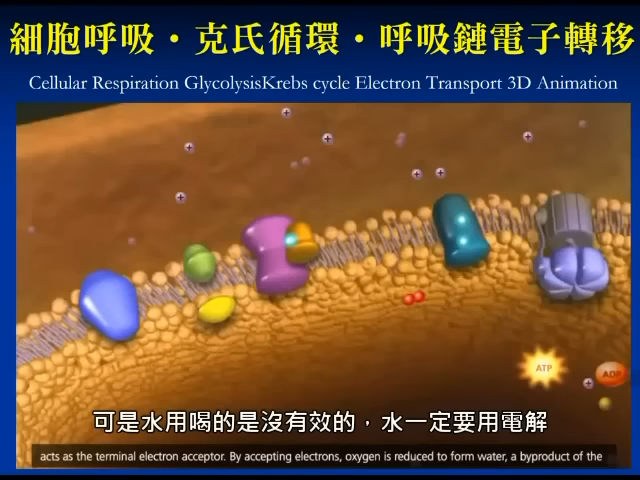 細胞呼吸・克氏循環・呼吸鏈電子轉移
Cellular Respiration GlycolysisKrebs cycle Electron Transport 3D Animation
ATP
ADP
可是水用喝的是沒有效的，水一定要用電解
acts as the terminal electron acceptor. By accepting electrons, oxygen is reduced to form water, a byproduct of the